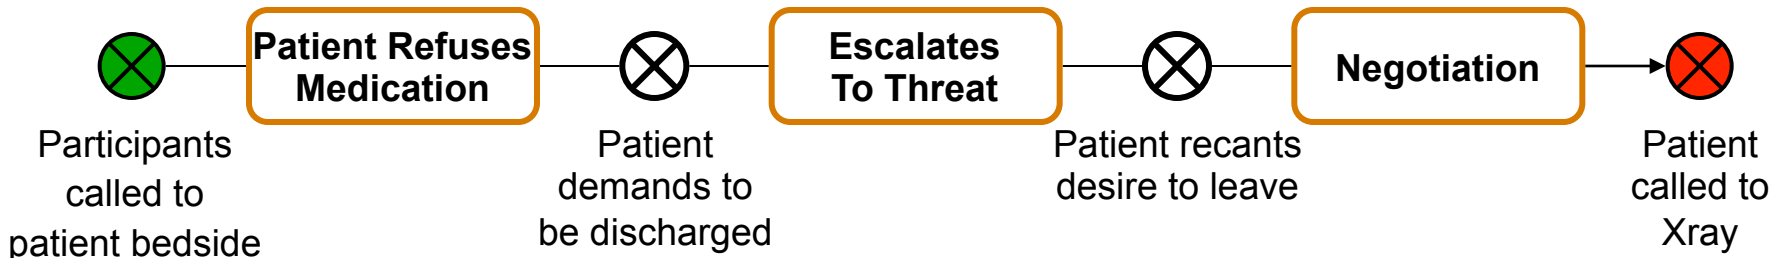 Patient Refuses
Medication
Escalates
To Threat
Negotiation
Participants
called to
patient bedside
Patient
demands to
be discharged
Patient recants
desire to leave
Patient
called to
Xray